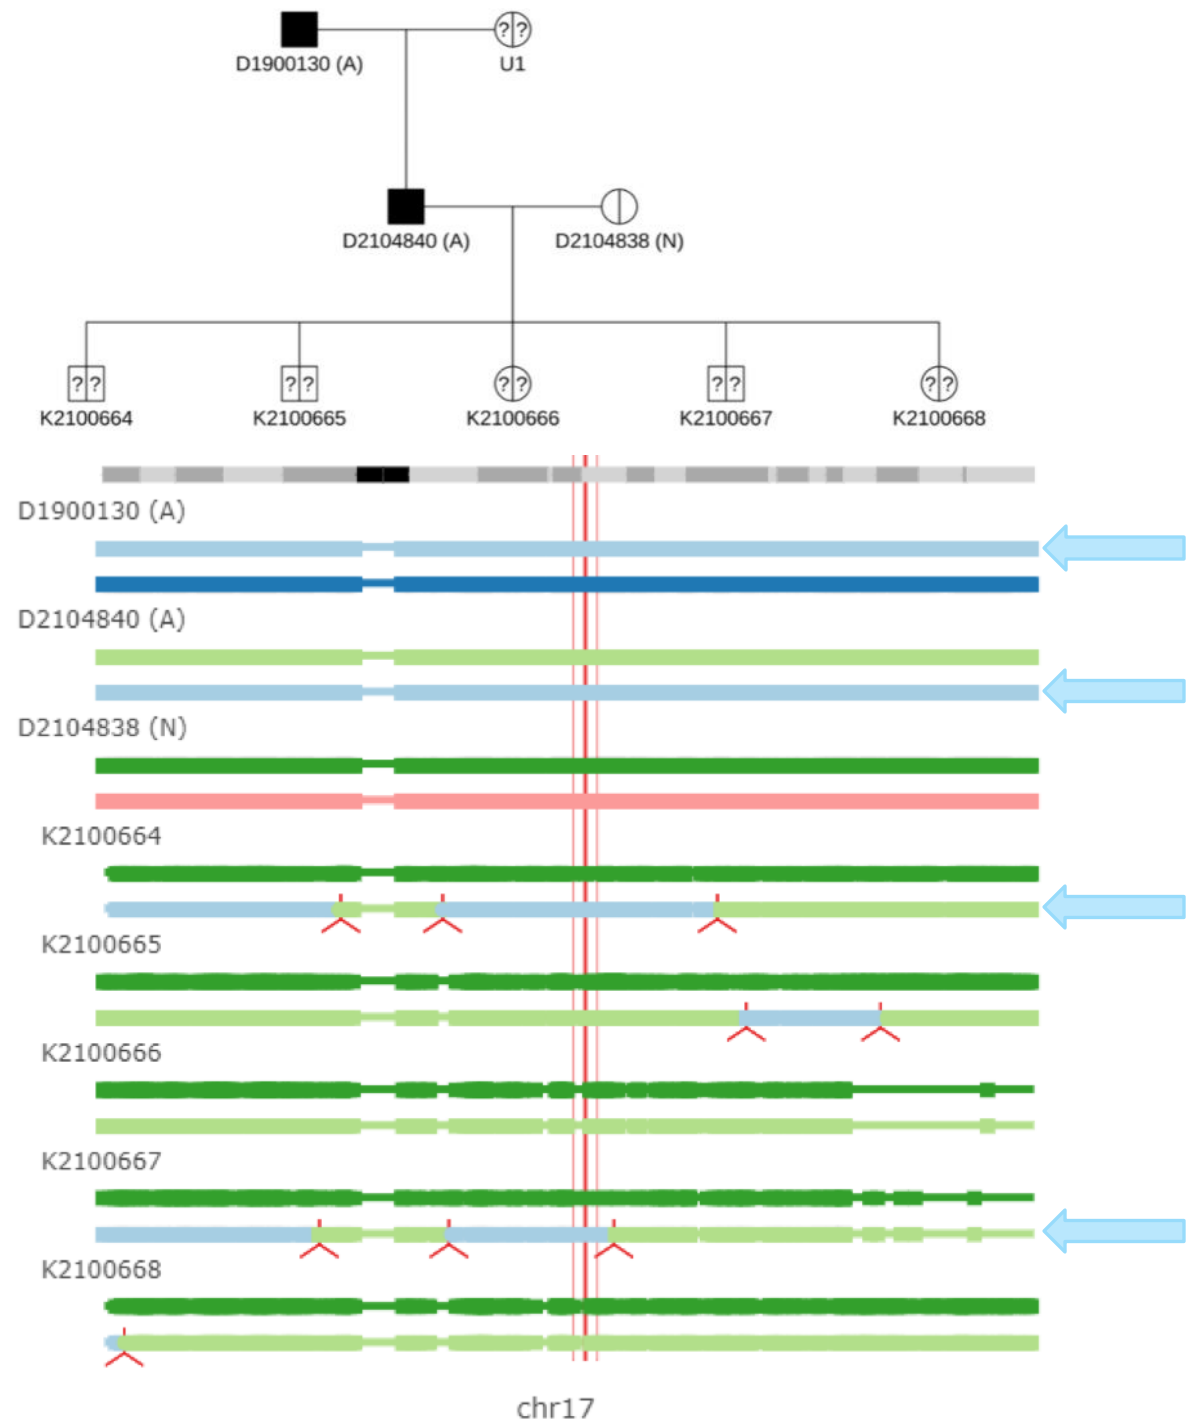 ?? 
D1900130 (A) U1
D2104840 (A) D2104838 (N)
?? ?? ?? ?? ??
K2100664 K2100665 K2100666 K2100667 K2100668
D1900130 (A)
D2104840 (A)
D2104838 (N)
K2100664
K2100665
K2100666
K2100667
K2100668
chr17